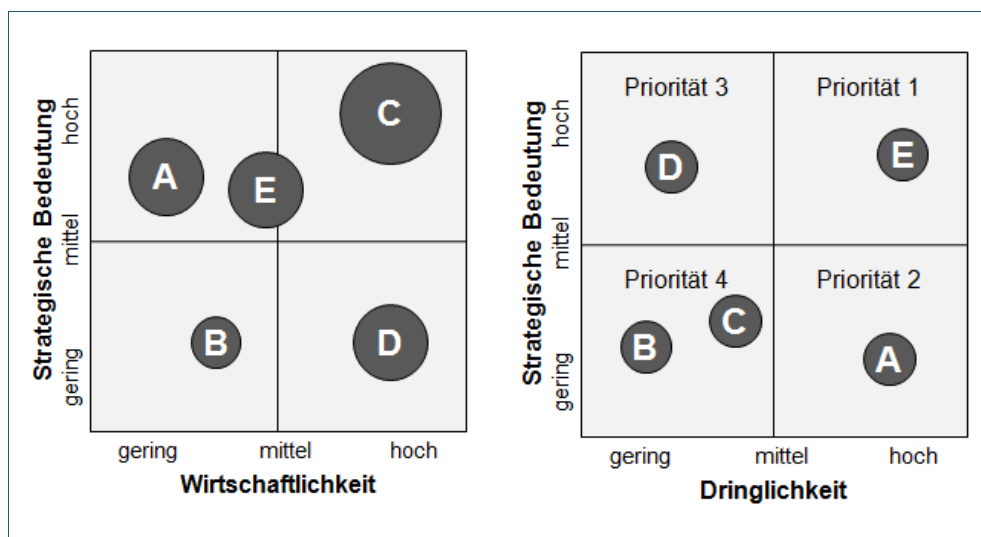 Strategische Bedeutung
hoch
mittel
gering
C
A
E
B
D
gering
mittel
hoch
Wirtschaftlichkeit
Strategische Bedeutung
hoch
mittel
gering
Priorität 3
Priorität 1
E
D
Priorität 4
Priorität 2
C
B
A
gering
mittel
hoch
Dringlichkeit